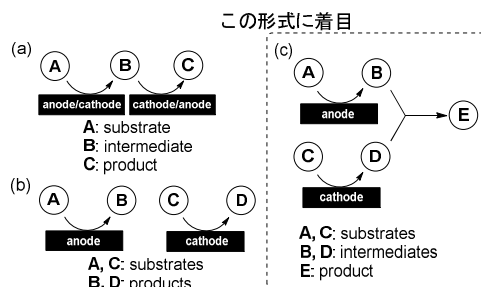 この形式に着目
(a)
A B C
anode/cathode cathode/anode
A: substrate
B: intermediate
C: product
(b)
A B C D
anode cathode
A, C: substrates
B, D: products
(c)
A B
anode
E
C D
cathode
A, C: substrates
B, D: intermediates
E: product